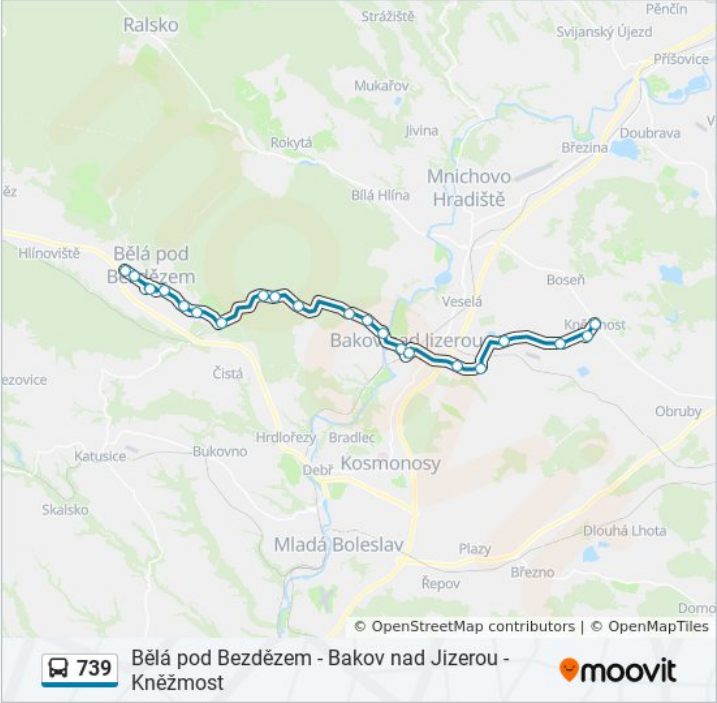 Pěnčín
Strážiště
Ralsko
Svijanský Újezd
Příšovice
Mukařov
Jivina
Doubrava
Rokytá
Březina
Mnichovo
Hradiště
Bílá Hlína
Hlínoviště
Bělá pod
Bezdězem
Boseň
Veselá
Kněžmost
Bakov nad Jizerou
Čistá
ezovice
Obruby
Hrdlořezy
Bradlec
Bukovno
Katusice
Debř
Kosmonosy
Skalsko
Dlouhá Lhota
Mladá Boleslav
Plazy
Březno
Řepov
Domo
© OpenStreetMap contributors | © OpenMapTiles
739
Bělá pod Bezdězem - Bakov nad Jizerou -
Kněžmost
moovit